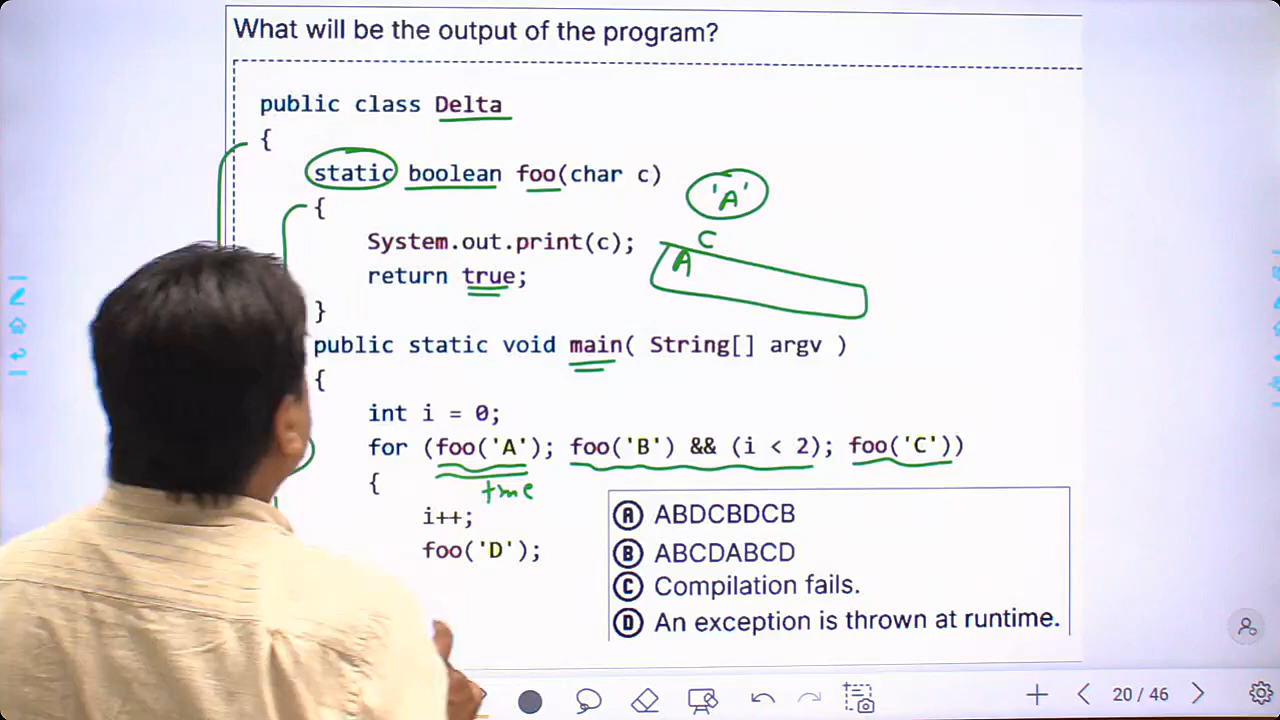 What will be the output of the program?
public class Delta
{
static boolean foo(char c)
'A'
{
System.out.print(c);
C
A
return true;
}
public static void main( String[] argv )
{
int i = 0;
for (foo('A'); foo('B') && (i < 2); foo('C'))
{
true
i++;
foo('D');
A ABDCBDCB
B ABCDABCD
C Compilation fails.
D An exception is thrown at runtime.
20 / 46